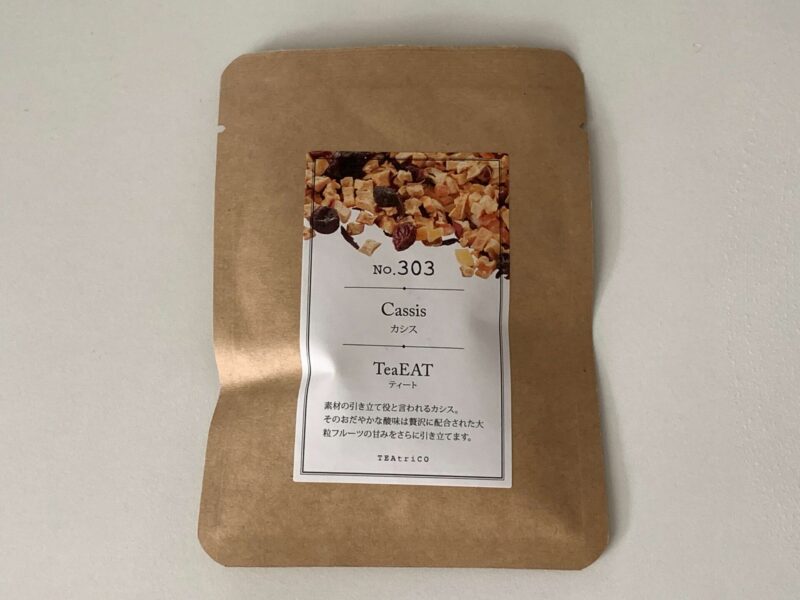 No.303
Cassis
カシス
TeaEAT
ティート
素材の引き立て役と言われるカシス。
そのおだやかな酸味は贅沢に配合された大
粒フルーツの甘みをさらに引き立てます。
TEAtriCO